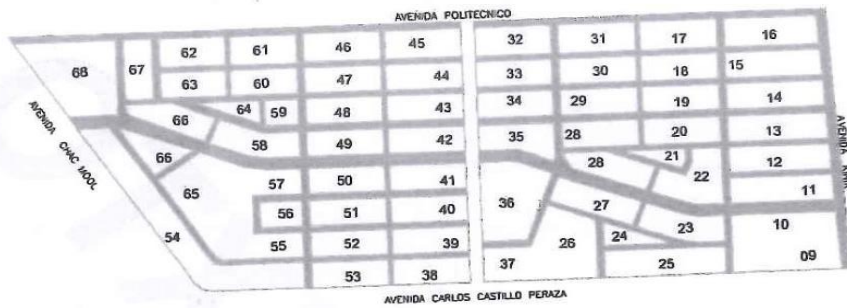 AVENIDA POLITECNICO
62 61 46 45 32 31 17 16
68 67 63 60 47 44 33 30 18 15
66 64 59 48 43 34 29 19 14
AVENIDA CHAC MOOL
58 49 42 35 28 20 13
66 28 21 12
65 57 50 41 22 11
56 51 40 36 27
54 55 52 39 26 24 23 10
53 38 37 25 09
AVENIDA CARLOS CASTILLO PERAZA
AVENIDA